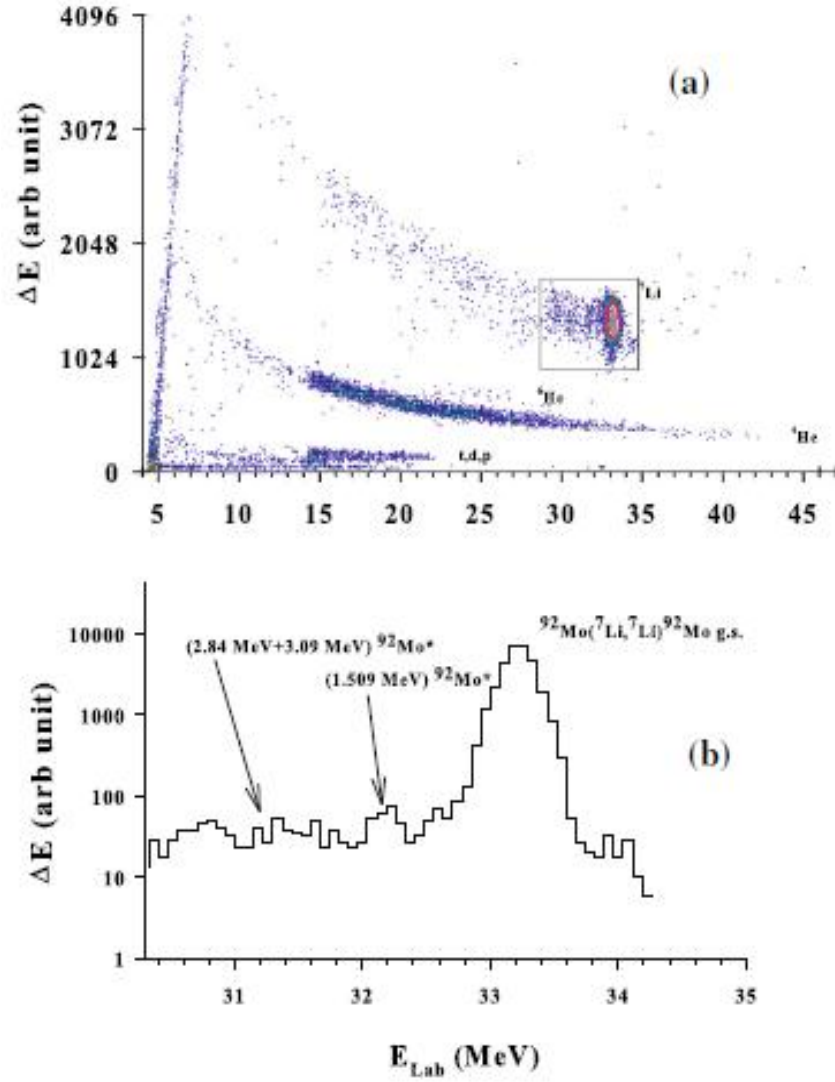 4096
(a)
3072
ΔE (arb unit)
2048
⁷Li
1024
⁶He
⁴He
t,d,p
0
5 10 15 20 25 30 35 40 45
⁹²Mo(⁷Li,⁷Li)⁹²Mo g.s.
10000
(2.84 MeV+3.09 MeV) ⁹²Mo*
(1.509 MeV) ⁹²Mo*
1000
(b)
ΔE (arb unit)
100
10
1
31 32 33 34 35
E_Lab (MeV)